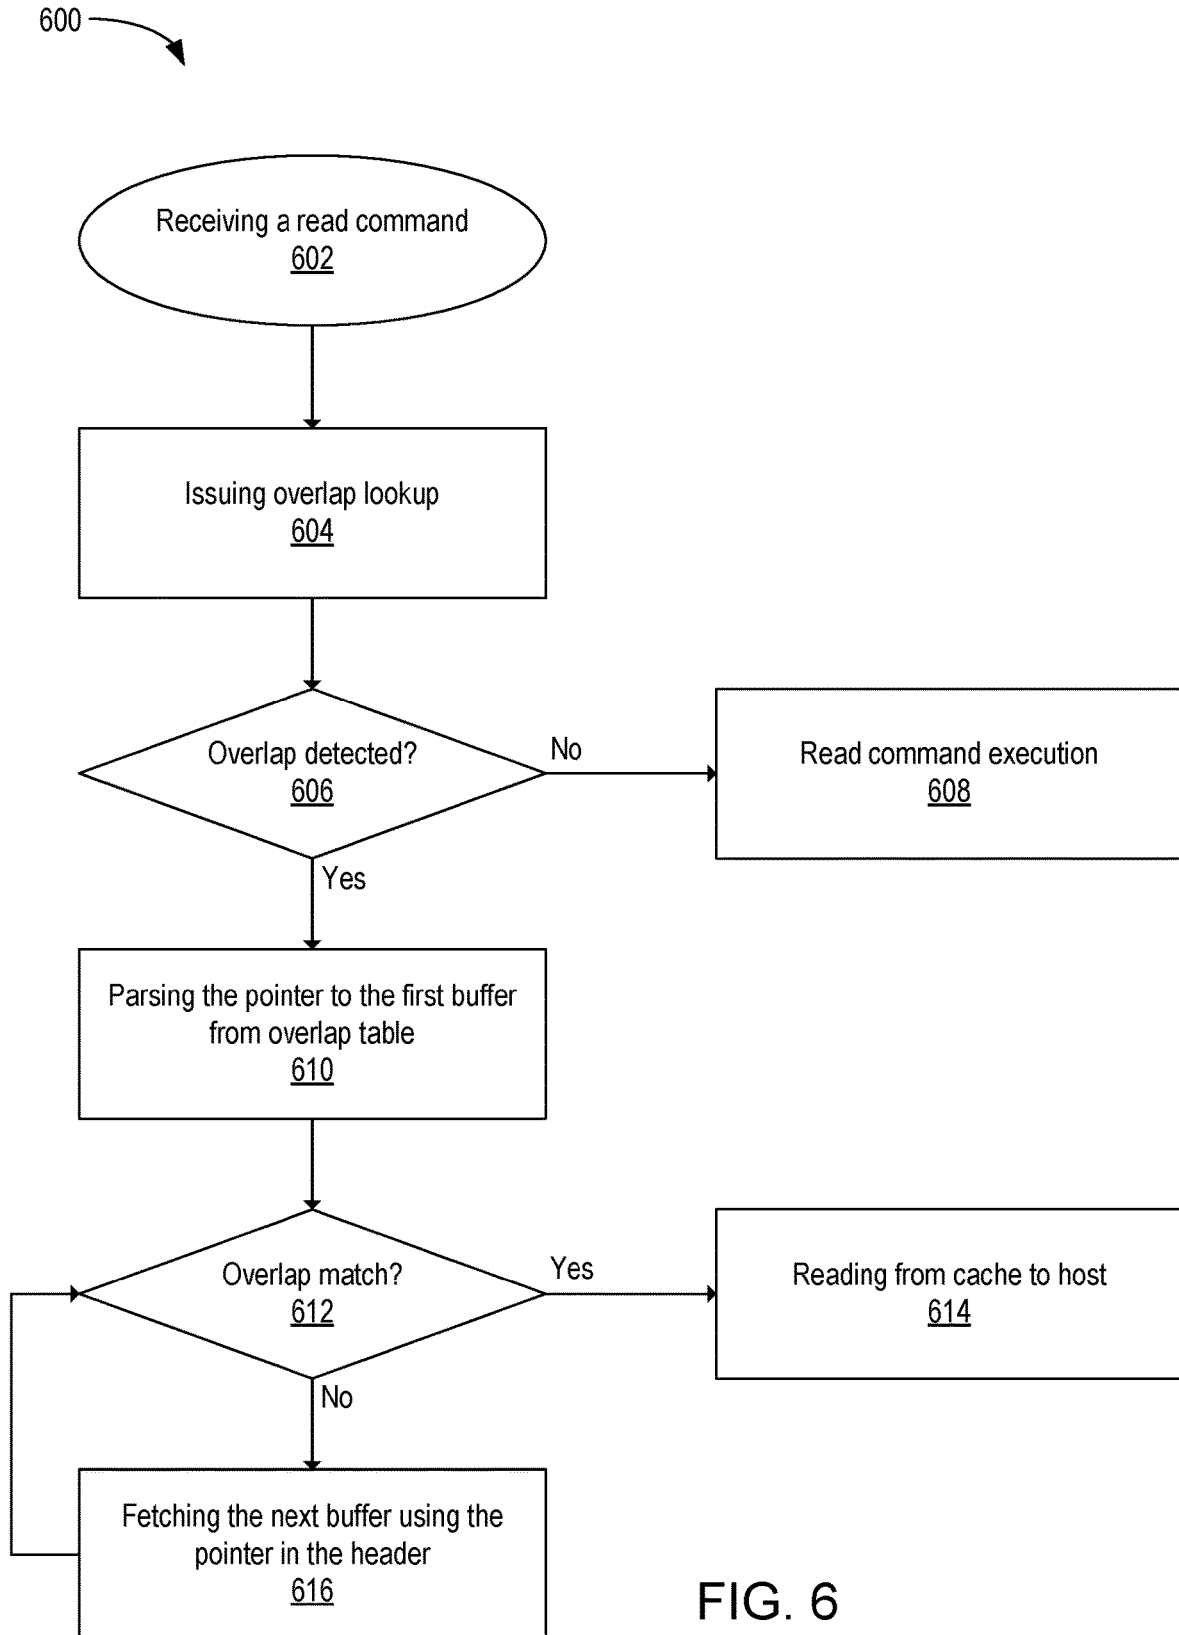 600
Receiving a read command
602
Issuing overlap lookup
604
Overlap detected?
606
No
Read command execution
608
Yes
Parsing the pointer to the first buffer
from overlap table
610
Overlap match?
612
Yes
Reading from cache to host
614
No
Fetching the next buffer using the
pointer in the header
616
FIG. 6